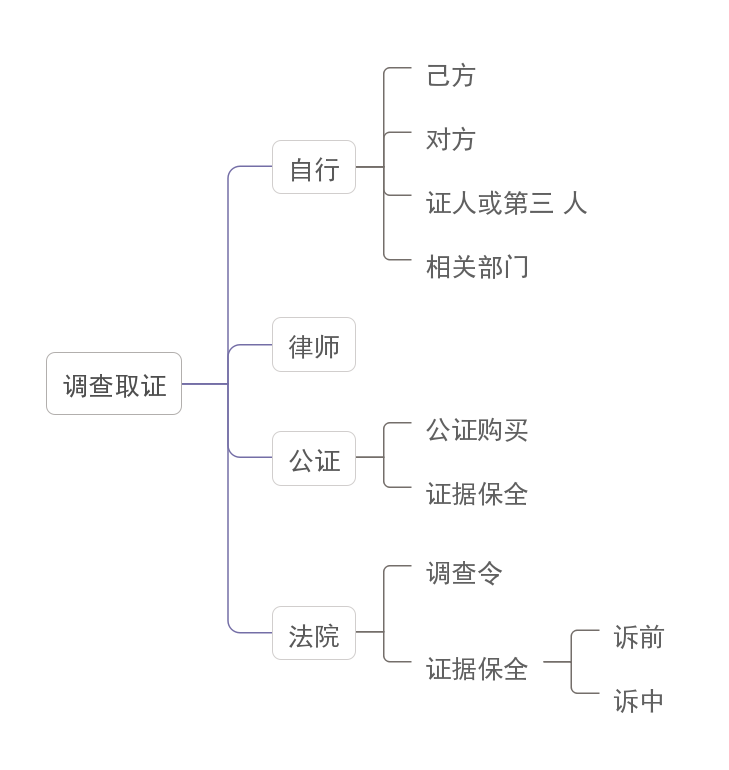 调查取证
自行
己方
对方
证人或第三 人
相关部门
律师
公证
公证购买
证据保全
法院
调查令
证据保全
诉前
诉中